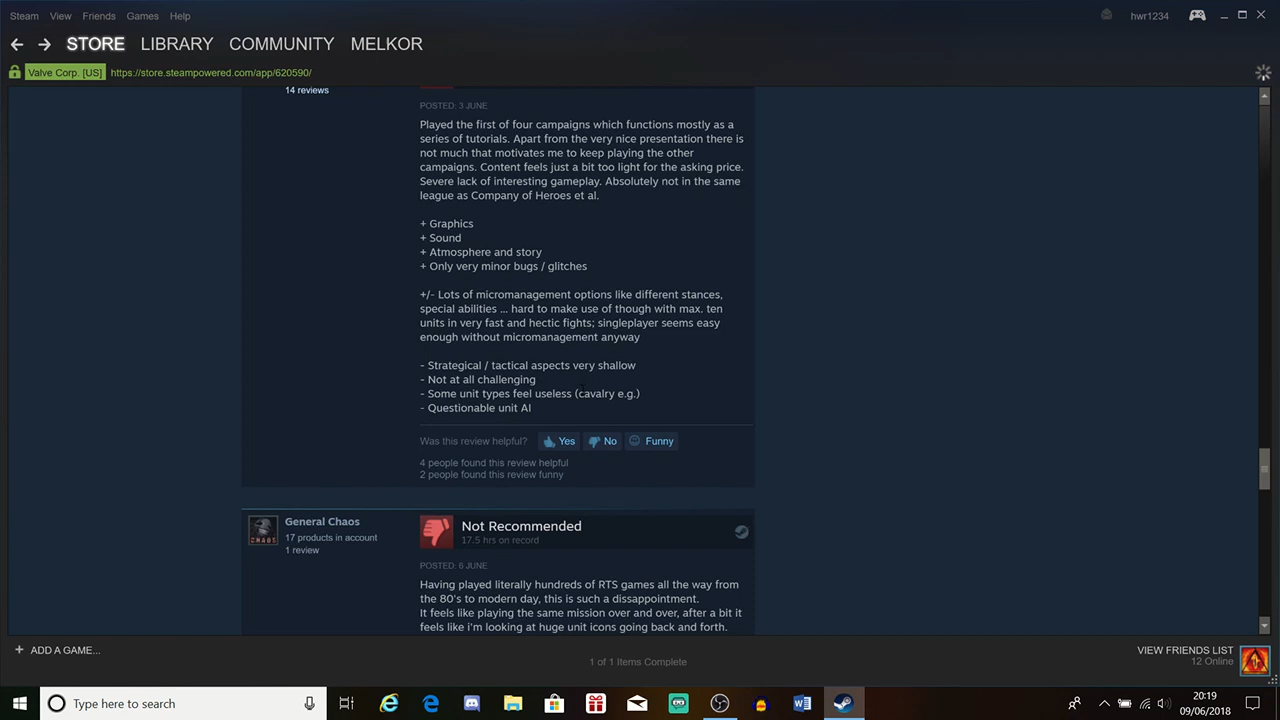 Steam View Friends Games Help
hwr1234
STORE LIBRARY COMMUNITY MELKOR
Valve Corp. [US] https://store.steampowered.com/app/620590/
14 reviews
POSTED: 3 JUNE
Played the first of four campaigns which functions mostly as a
series of tutorials. Apart from the very nice presentation there is
not much that motivates me to keep playing the other
campaigns. Content feels just a bit too light for the asking price.
Severe lack of interesting gameplay. Absolutely not in the same
league as Company of Heroes et al.
+ Graphics
+ Sound
+ Atmosphere and story
+ Only very minor bugs / glitches
+/- Lots of micromanagement options like different stances,
special abilities ... hard to make use of though with max. ten
units in very fast and hectic fights; singleplayer seems easy
enough without micromanagement anyway
- Strategical / tactical aspects very shallow
- Not at all challenging
- Some unit types feel useless (cavalry e.g.)
- Questionable unit AI
Was this review helpful? Yes No Funny
4 people found this review helpful
2 people found this review funny
General Chaos
17 products in account
1 review
CHAOS
Not Recommended
17.5 hrs on record
POSTED: 6 JUNE
Having played literally hundreds of RTS games all the way from
the 80's to modern day, this is such a dissappointment.
It feels like playing the same mission over and over, after a bit it
feels like i'm looking at huge unit icons going back and forth.
+ ADD A GAME...
1 of 1 Items Complete
VIEW FRIENDS LIST
12 Online
Type here to search
20:19
09/06/2018